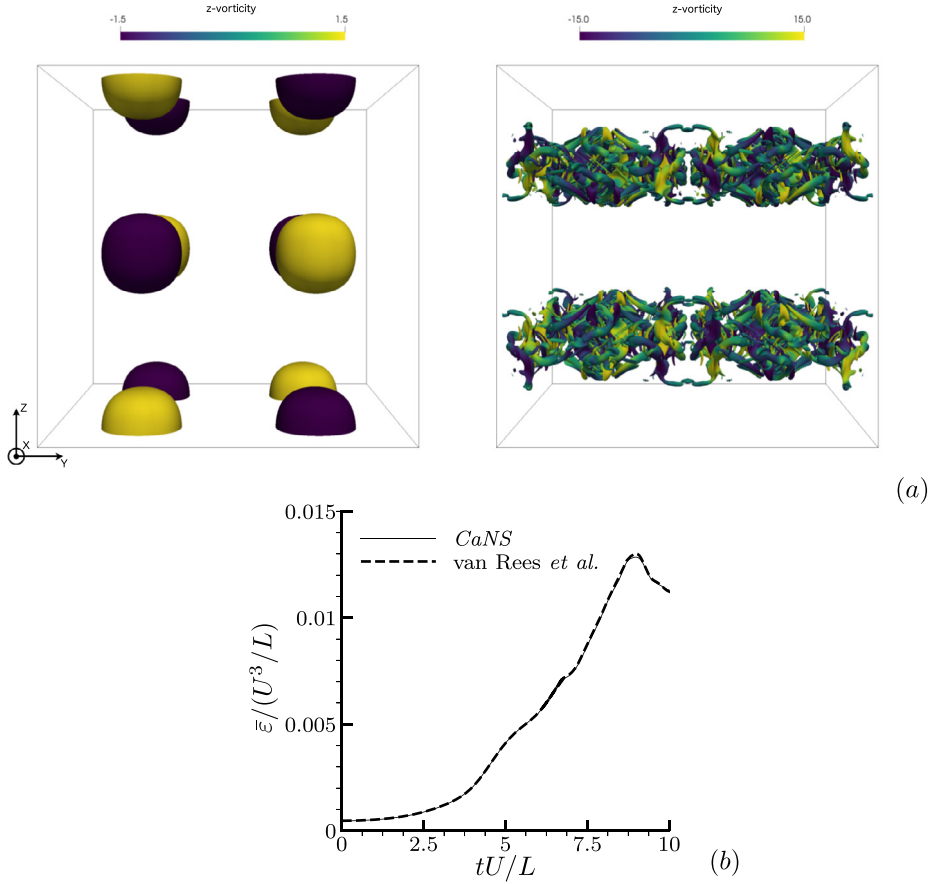 z-vorticity
-1.5 1.5
z-vorticity
-15.0 15.0
Z
X
Y
(a)
0.015
CaNS
van Rees et al.
0.01
ε̅/(U³/L)
0.005
0
0 2.5 5 7.5 10
tU/L
(b)